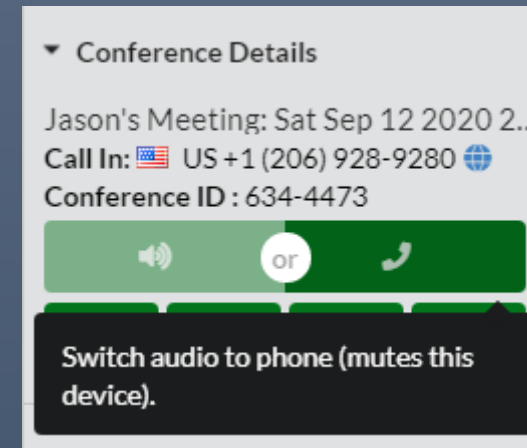 Conference Details
Jason's Meeting: Sat Sep 12 2020 2...
Call In: US +1 (206) 928-9280
Conference ID : 634-4473
or
Switch audio to phone (mutes this
device).